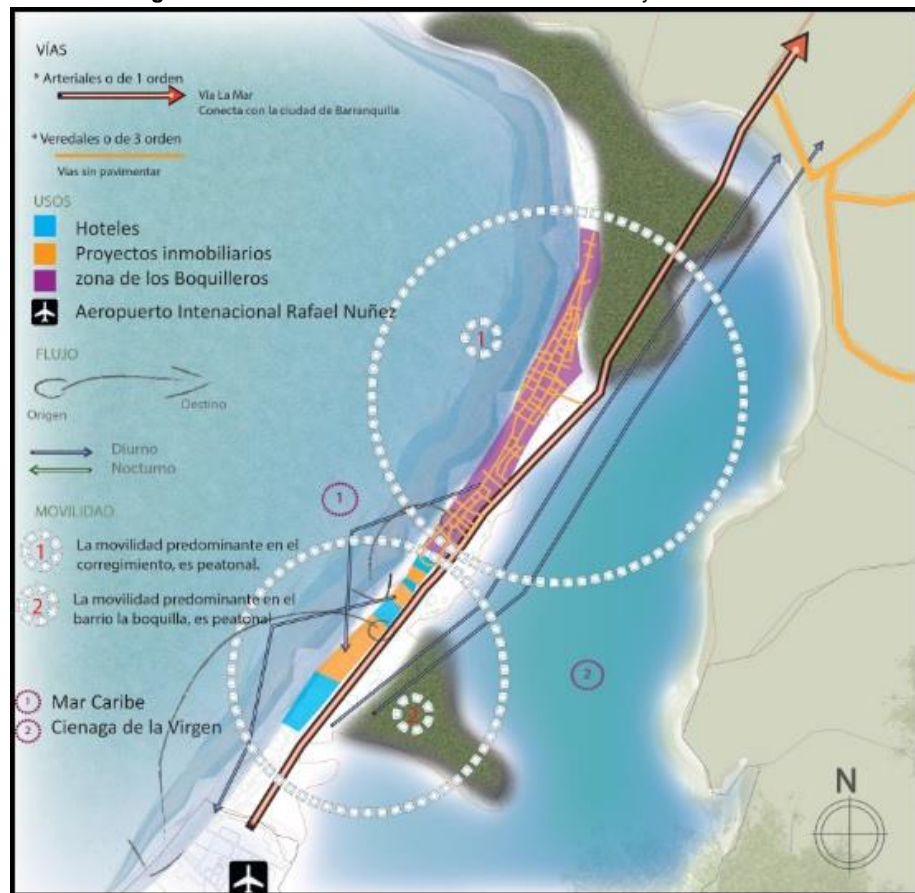 VÍAS
* Arteriales o de 1 orden
Vía La Mar
Conecta con la ciudad de Barranquilla
* Veredales o de 3 orden
Vias sin pavimentar
USOS
Hoteles
Proyectos inmobiliarios
zona de los Boquilleros
Aeropuerto Intenacional Rafael Nuñez
FLUJO
Origen
Destino
Diurno
Nocturno
MOVILIDAD
1 La movilidad predominante en el
corregimiento, es peatonal.
2 La movilidad predominante en el
barrio la boquilla, es peatonal
1 Mar Caribe
2 Cienaga de la Virgen
1
1
2
2
N